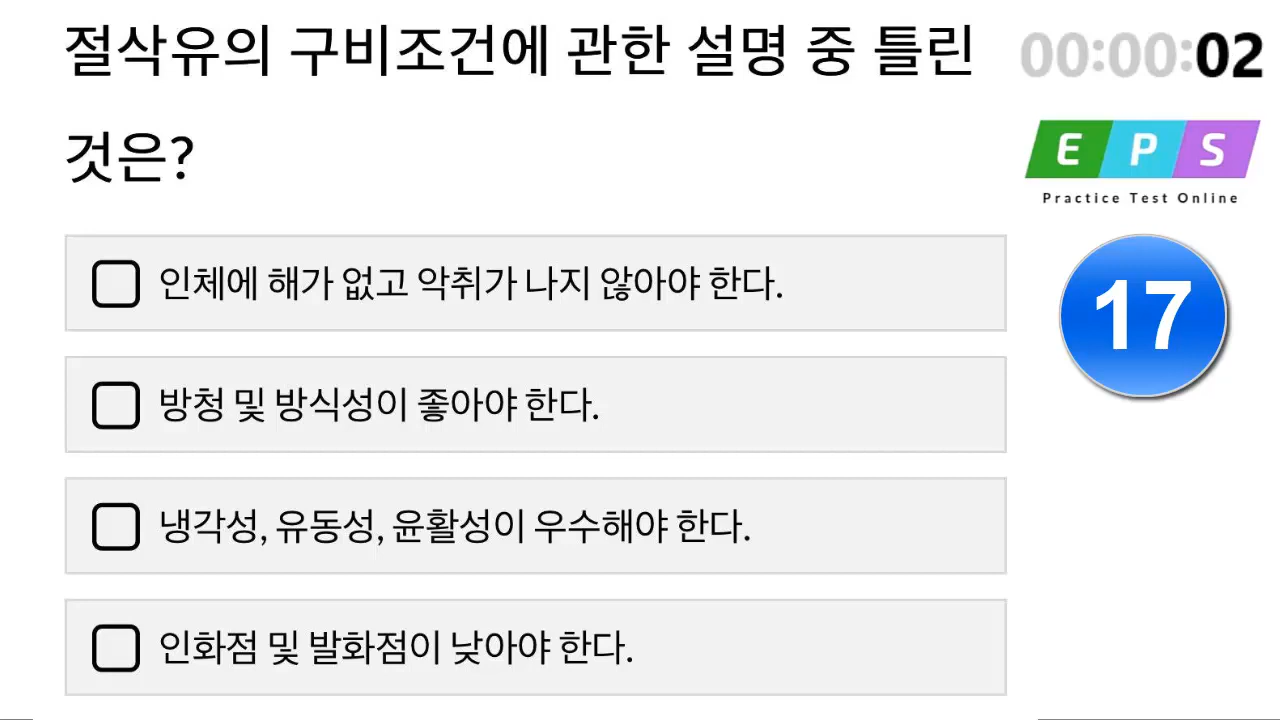 절삭유의 구비조건에 관한 설명 중 틀린
것은?
00:00:02
EPS
Practice Test Online
17
인체에 해가 없고 악취가 나지 않아야 한다.
방청 및 방식성이 좋아야 한다.
냉각성, 유동성, 윤활성이 우수해야 한다.
인화점 및 발화점이 낮아야 한다.